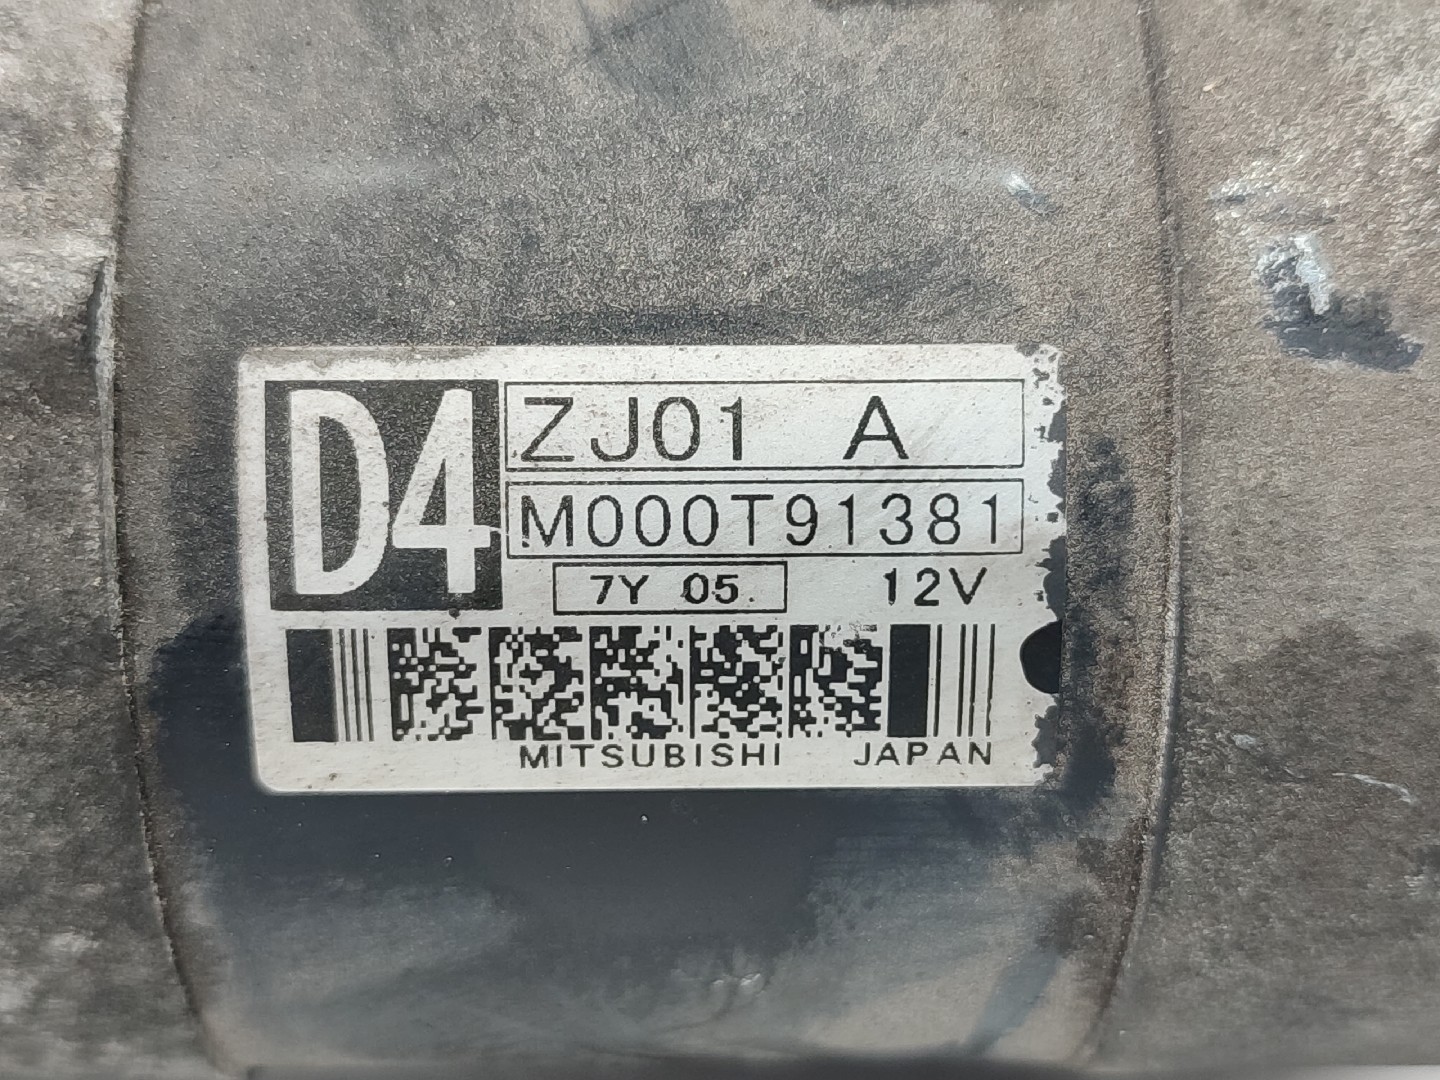 D4
ZJ01 A
M000T91381
7Y 05. 12V
MITSUBISHI JAPAN